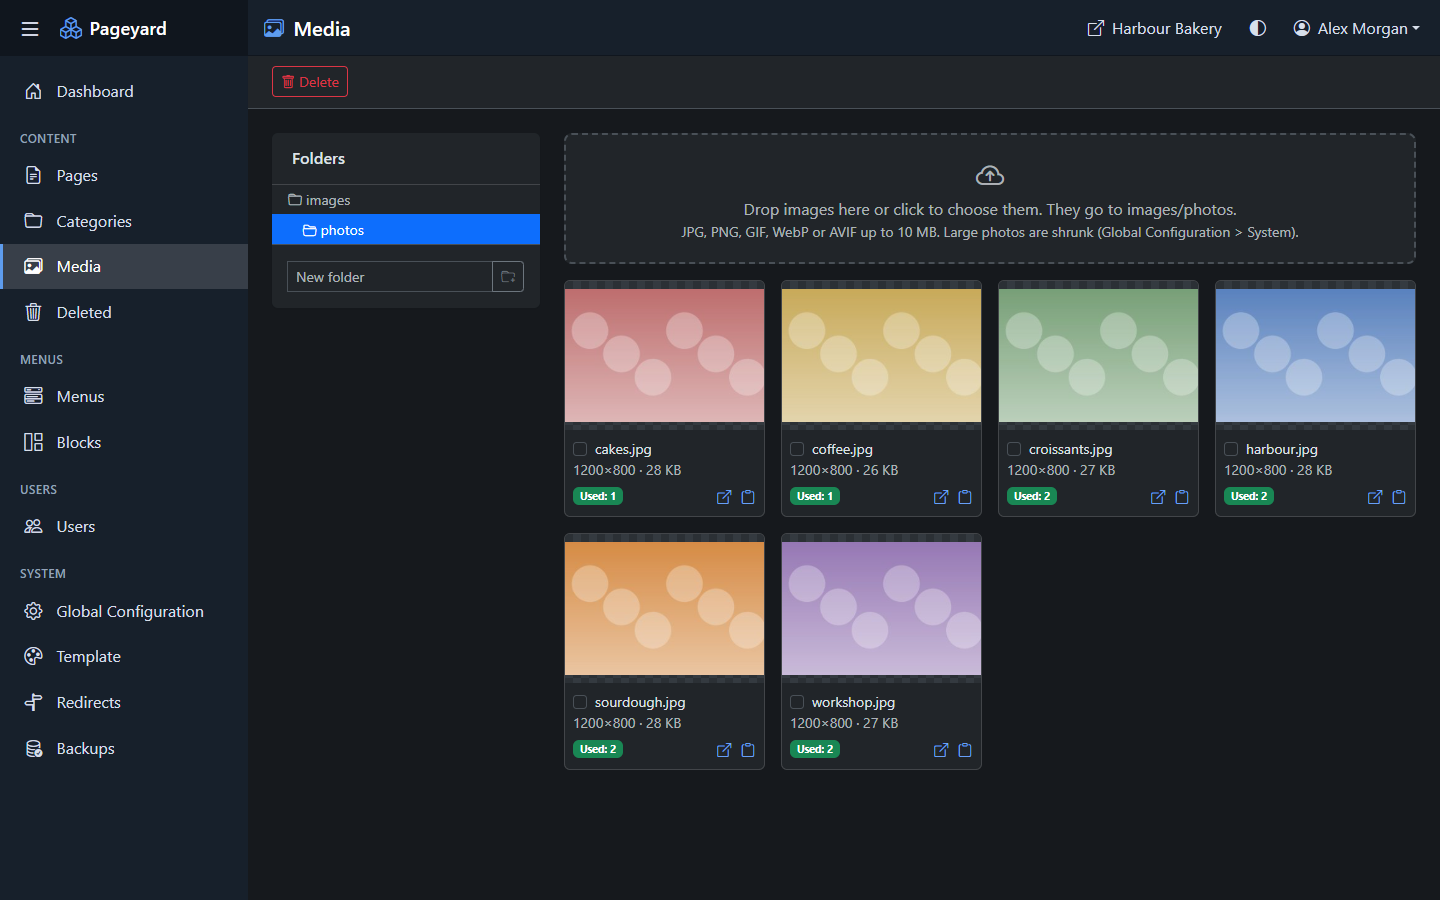 Pageyard
Media
Harbour Bakery
Alex Morgan
Dashboard
CONTENT
Pages
Categories
Media
Deleted
MENUS
Menus
Blocks
USERS
Users
SYSTEM
Global Configuration
Template
Redirects
Backups
Delete
Folders
images
photos
New folder
Drop images here or click to choose them. They go to images/photos.
JPG, PNG, GIF, WebP or AVIF up to 10 MB. Large photos are shrunk (Global Configuration > System).
cakes.jpg
1200×800 · 28 KB
Used: 1
coffee.jpg
1200×800 · 26 KB
Used: 1
croissants.jpg
1200×800 · 27 KB
Used: 2
harbour.jpg
1200×800 · 28 KB
Used: 2
sourdough.jpg
1200×800 · 28 KB
Used: 2
workshop.jpg
1200×800 · 27 KB
Used: 2